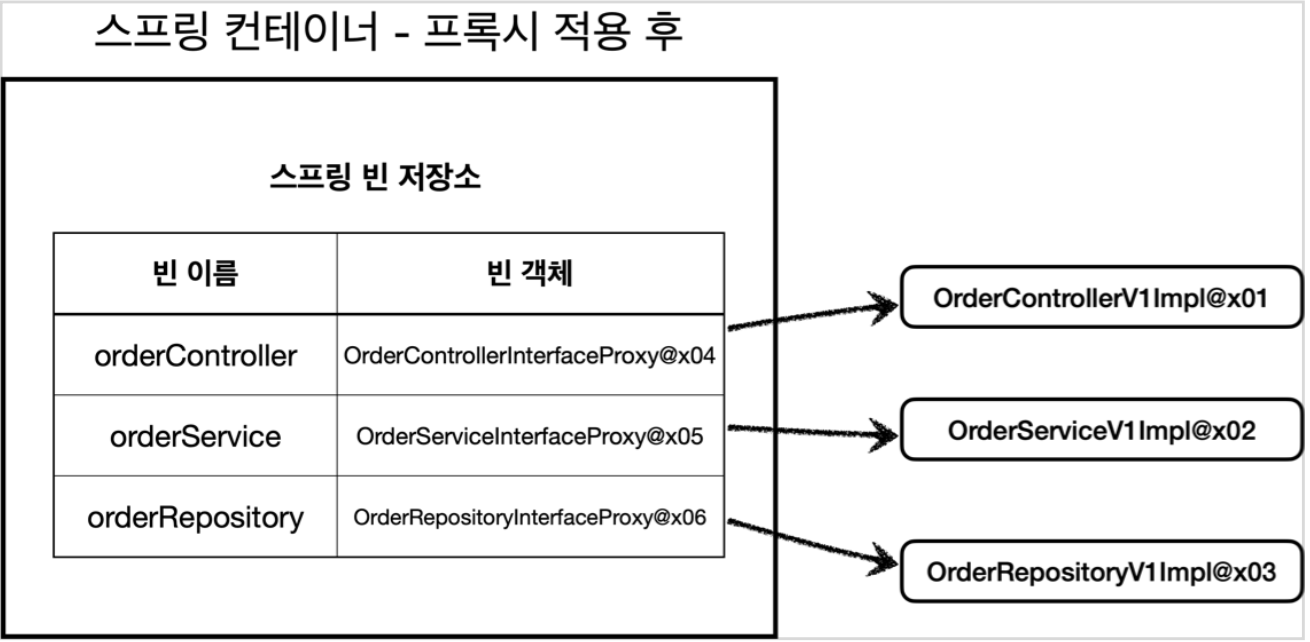 스프링 컨테이너 - 프록시 적용 후
스프링 빈 저장소
빈 이름 빈 객체
orderController OrderControllerInterfaceProxy@x04
orderService OrderServiceInterfaceProxy@x05
orderRepository OrderRepositoryInterfaceProxy@x06
OrderControllerV1Impl@x01
OrderServiceV1Impl@x02
OrderRepositoryV1Impl@x03